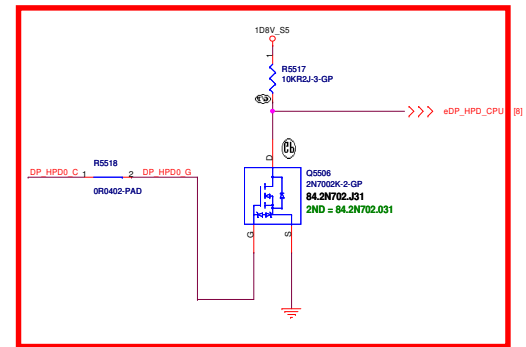 1D8V_S5
1
R5517
10KR2J-3-GP
eDP_HPD_CPU [8]
R5518
DP_HPD0_C 1 2 DP_HPD0_G
0R0402-PAD
D
Q5506
2N7002K-2-GP
84.2N702.J31
2ND = 84.2N702.031
G S